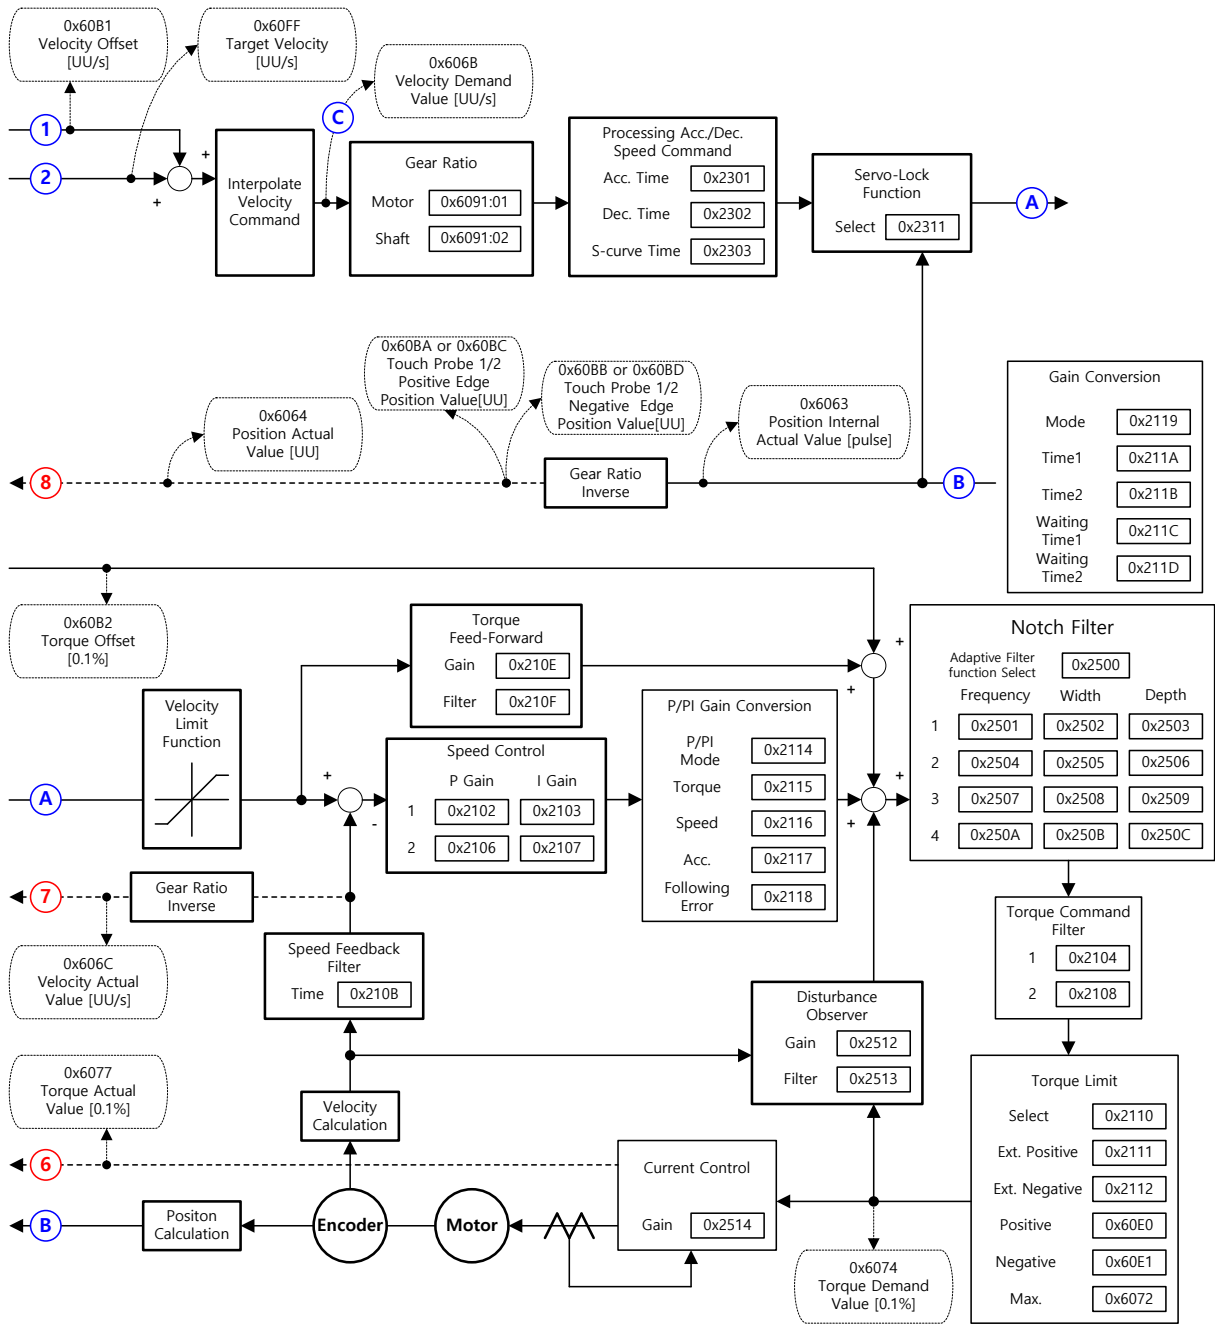 0x60B1
Velocity Offset
[UU/s]
0x60FF
Target Velocity
[UU/s]
0x606B
Velocity Demand
Value [UU/s]
C
1
2
+
+
Interpolate
Velocity
Command
Gear Ratio
Motor 0x6091:01
Shaft 0x6091:02
Processing Acc./Dec.
Speed Command
Acc. Time 0x2301
Dec. Time 0x2302
S-curve Time 0x2303
Servo-Lock
Function
Select 0x2311
A
0x60BA or 0x60BC
Touch Probe 1/2
Positive Edge
Position Value[UU]
0x60BB or 0x60BD
Touch Probe 1/2
Negative Edge
Position Value[UU]
0x6064
Position Actual
Value [UU]
0x6063
Position Internal
Actual Value [pulse]
8
Gear Ratio
Inverse
B
Gain Conversion
Mode 0x2119
Time1 0x211A
Time2 0x211B
Waiting
Time1 0x211C
Waiting
Time2 0x211D
0x60B2
Torque Offset
[0.1%]
Torque
Feed-Forward
Gain 0x210E
Filter 0x210F
+
+
Notch Filter
Adaptive Filter
function Select 0x2500
Frequency Width Depth
1 0x2501 0x2502 0x2503
2 0x2504 0x2505 0x2506
3 0x2507 0x2508 0x2509
4 0x250A 0x250B 0x250C
Velocity
Limit
Function
A
+
-
Speed Control
P Gain I Gain
1 0x2102 0x2103
2 0x2106 0x2107
P/PI Gain Conversion
P/PI
Mode 0x2114
Torque 0x2115
Speed 0x2116
Acc. 0x2117
Following
Error 0x2118
+
+
7
Gear Ratio
Inverse
0x606C
Velocity Actual
Value [UU/s]
Speed Feedback
Filter
Time 0x210B
Torque Command
Filter
1 0x2104
2 0x2108
Disturbance
Observer
Gain 0x2512
Filter 0x2513
0x6077
Torque Actual
Value [0.1%]
Velocity
Calculation
6
Torque Limit
Select 0x2110
Ext. Positive 0x2111
Ext. Negative 0x2112
Positive 0x60E0
Negative 0x60E1
Max. 0x6072
Current Control
Gain 0x2514
B
Positon
Calculation
Encoder
Motor
0x6074
Torque Demand
Value [0.1%]